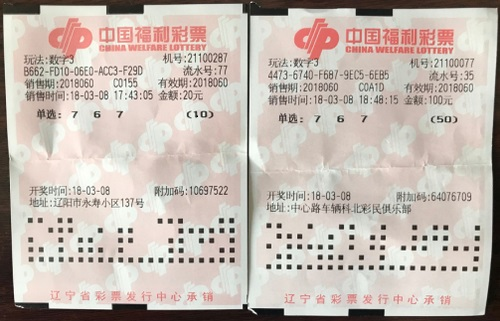 中国福利彩票
CHINA WELFARE LOTTERY
玩法:数字3 机号:21100287
B662-FD10-06E0-ACC3-F29D 流水号:77
销售期:2018060 C0155 有效期:2018060
销售时间:18-03-08 17:43:05 金额:20元
单选: 7 6 7 (10)
开奖时间:18-03-08 附加码:10697522
地址:辽阳市永寿小区137号
辽宁省彩票发行中心承销
中国福利彩票
CHINA WELFARE LOTTERY
玩法:数字3 机号:21100077
4473-6740-F687-9EC5-6EB5 流水号:35
销售期:2018060 C0A1D 有效期:2018060
销售时间:18-03-08 18:48:15 金额:100元
单选: 7 6 7 (50)
开奖时间:18-03-08 附加码:64076709
地址:中心路车辆科北彩民俱乐部
辽宁省彩票发行中心承销